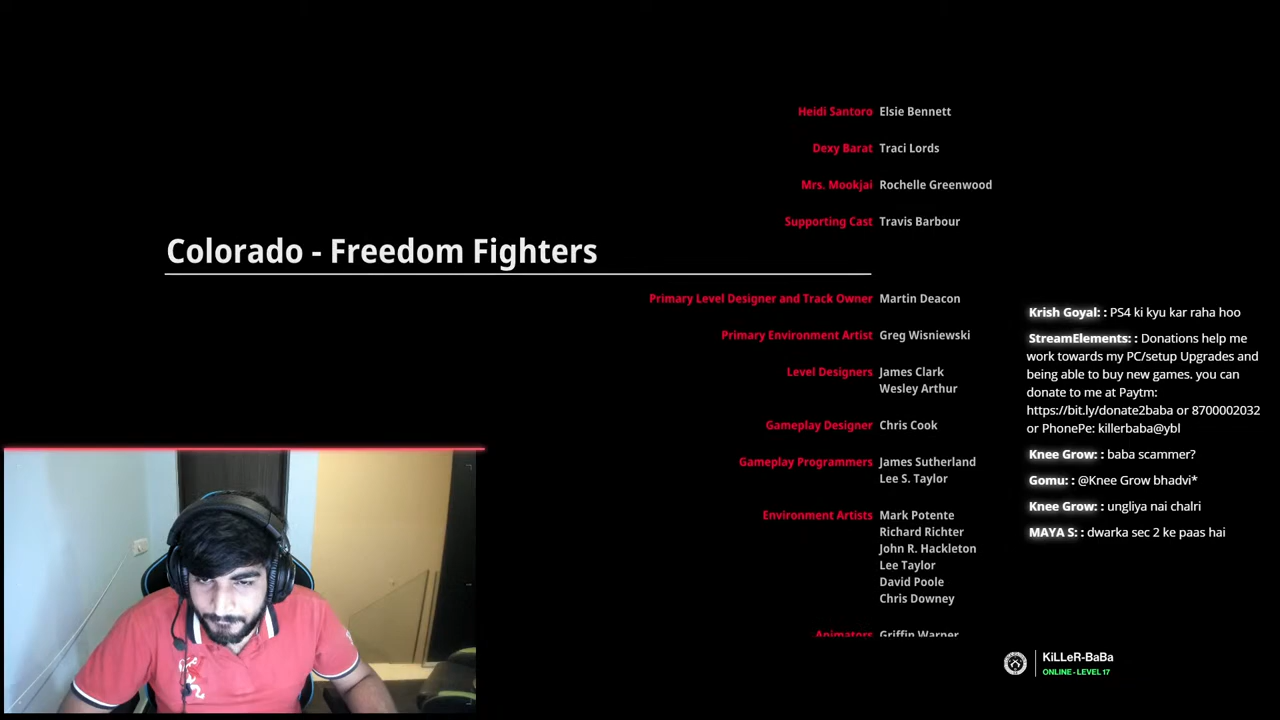 Heidi Santoro Elsie Bennett
Dexy Barat Traci Lords
Mrs. Mookjai Rochelle Greenwood
Supporting Cast Travis Barbour
Colorado - Freedom Fighters
Primary Level Designer and Track Owner Martin Deacon
Primary Environment Artist Greg Wisniewski
Level Designers James Clark
Wesley Arthur
Gameplay Designer Chris Cook
Gameplay Programmers James Sutherland
Lee S. Taylor
Environment Artists Mark Potente
Richard Richter
John R. Hackleton
Lee Taylor
David Poole
Chris Downey
Animators Griffin Warner
Krish Goyal: : PS4 ki kyu kar raha hoo
StreamElements: : Donations help me
work towards my PC/setup Upgrades and
being able to buy new games. you can
donate to me at Paytm:
https://bit.ly/donate2baba or 8700002032
or PhonePe: killerbaba@ybl
Knee Grow: : baba scammer?
Gomu: : @Knee Grow bhadvi*
Knee Grow: : ungliya nai chalri
MAYA S: : dwarka sec 2 ke paas hai
KiLLeR-BaBa
ONLINE - LEVEL 17